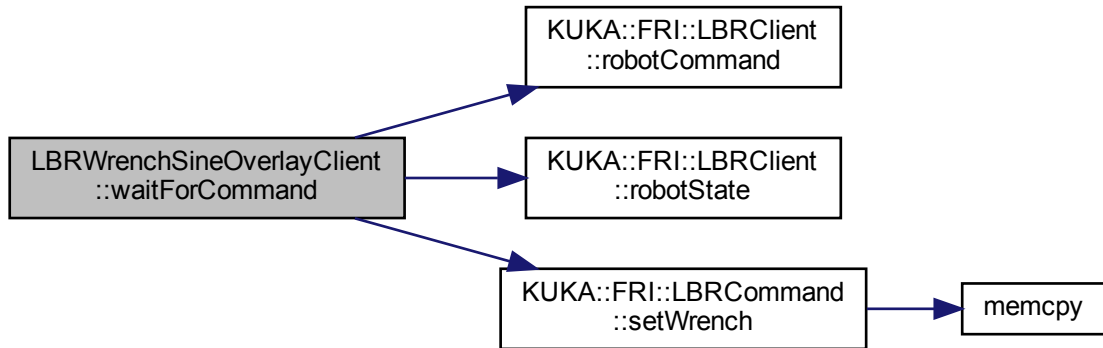 KUKA::FRI::LBRClient
::robotCommand
LBRWrenchSineOverlayClient
::waitForCommand
KUKA::FRI::LBRClient
::robotState
KUKA::FRI::LBRCommand
::setWrench
memcpy